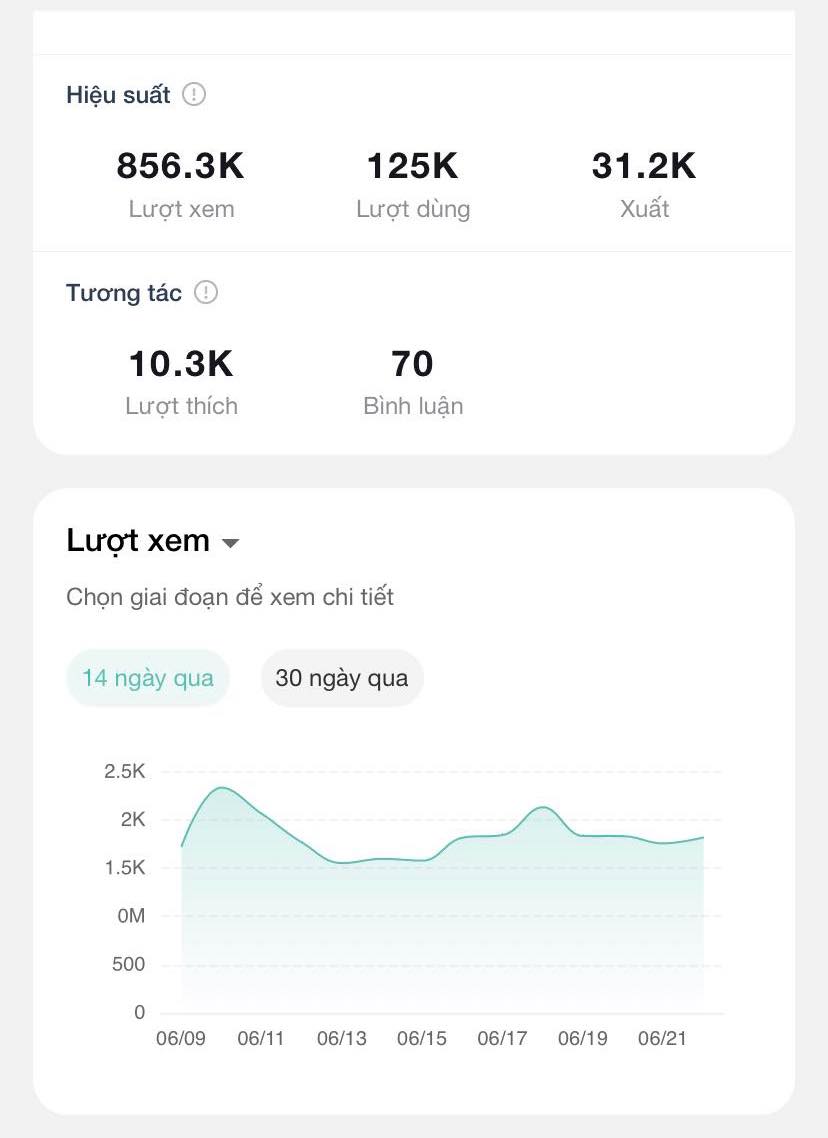 Hiệu suất
856.3K 125K 31.2K
Lượt xem Lượt dùng Xuất
Tương tác
10.3K 70
Lượt thích Bình luận
Lượt xem
Chọn giai đoạn để xem chi tiết
14 ngày qua 30 ngày qua
2.5K
2K
1.5K
0M
500
0
06/09 06/11 06/13 06/15 06/17 06/19 06/21